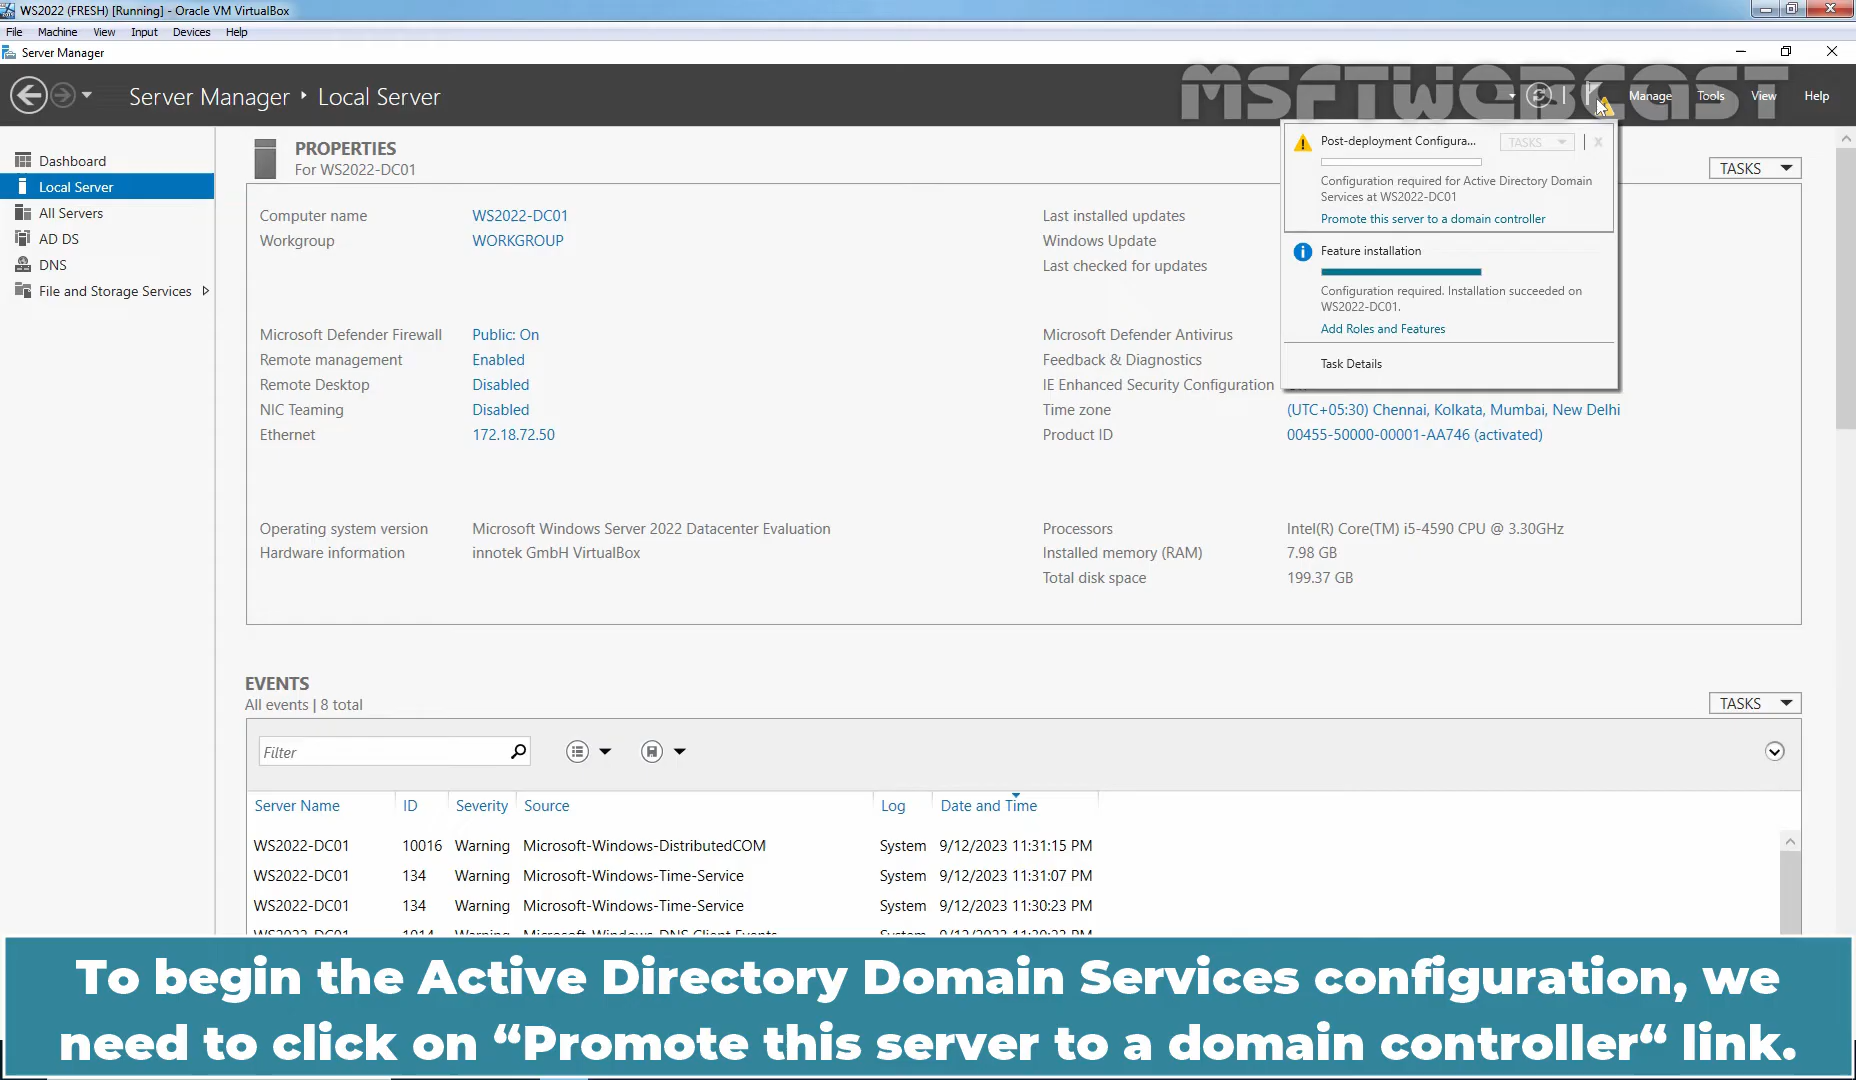 WS2022 (FRESH) [Running] - Oracle VM VirtualBox
File Machine View Input Devices Help
Server Manager
Server Manager ‣ Local Server
MSFTWEBCAST
Manage Tools View Help
Dashboard
Local Server
All Servers
AD DS
DNS
File and Storage Services
PROPERTIES
For WS2022-DC01
TASKS
Computer name WS2022-DC01
Workgroup WORKGROUP
Last installed updates
Windows Update
Last checked for updates
Microsoft Defender Firewall Public: On
Remote management Enabled
Remote Desktop Disabled
NIC Teaming Disabled
Ethernet 172.18.72.50
Microsoft Defender Antivirus
Feedback & Diagnostics
IE Enhanced Security Configuration
Time zone (UTC+05:30) Chennai, Kolkata, Mumbai, New Delhi
Product ID 00455-50000-00001-AA746 (activated)
Operating system version Microsoft Windows Server 2022 Datacenter Evaluation
Hardware information innotek GmbH VirtualBox
Processors Intel(R) Core(TM) i5-4590 CPU @ 3.30GHz
Installed memory (RAM) 7.98 GB
Total disk space 199.37 GB
Post-deployment Configura... TASKS x
Configuration required for Active Directory Domain
Services at WS2022-DC01
Promote this server to a domain controller
Feature installation
Configuration required. Installation succeeded on
WS2022-DC01.
Add Roles and Features
Task Details
EVENTS
All events | 8 total
TASKS
Filter
Server Name ID Severity Source Log Date and Time
WS2022-DC01 10016 Warning Microsoft-Windows-DistributedCOM System 9/12/2023 11:31:15 PM
WS2022-DC01 134 Warning Microsoft-Windows-Time-Service System 9/12/2023 11:31:07 PM
WS2022-DC01 134 Warning Microsoft-Windows-Time-Service System 9/12/2023 11:30:23 PM
To begin the Active Directory Domain Services configuration, we
need to click on “Promote this server to a domain controller“ link.